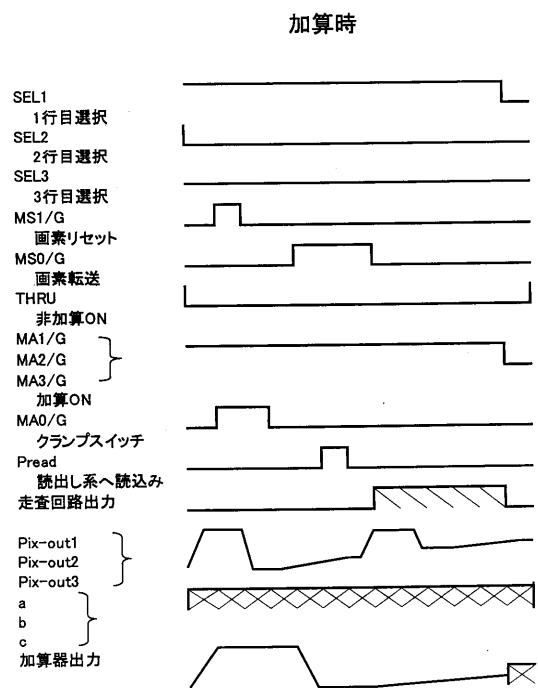 加算時
SEL1
1行目選択
SEL2
2行目選択
SEL3
3行目選択
MS1/G
画素リセット
MS0/G
画素転送
THRU
非加算ON
MA1/G
MA2/G
MA3/G
加算ON
MA0/G
クランプスイッチ
Pread
読出し系へ読込み
走査回路出力
Pix-out1
Pix-out2
Pix-out3
a
b
c
加算器出力